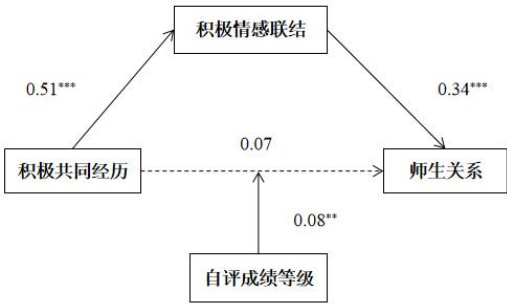 积极情感联结
0.51***
0.34***
0.07
积极共同经历
师生关系
0.08**
自评成绩等级